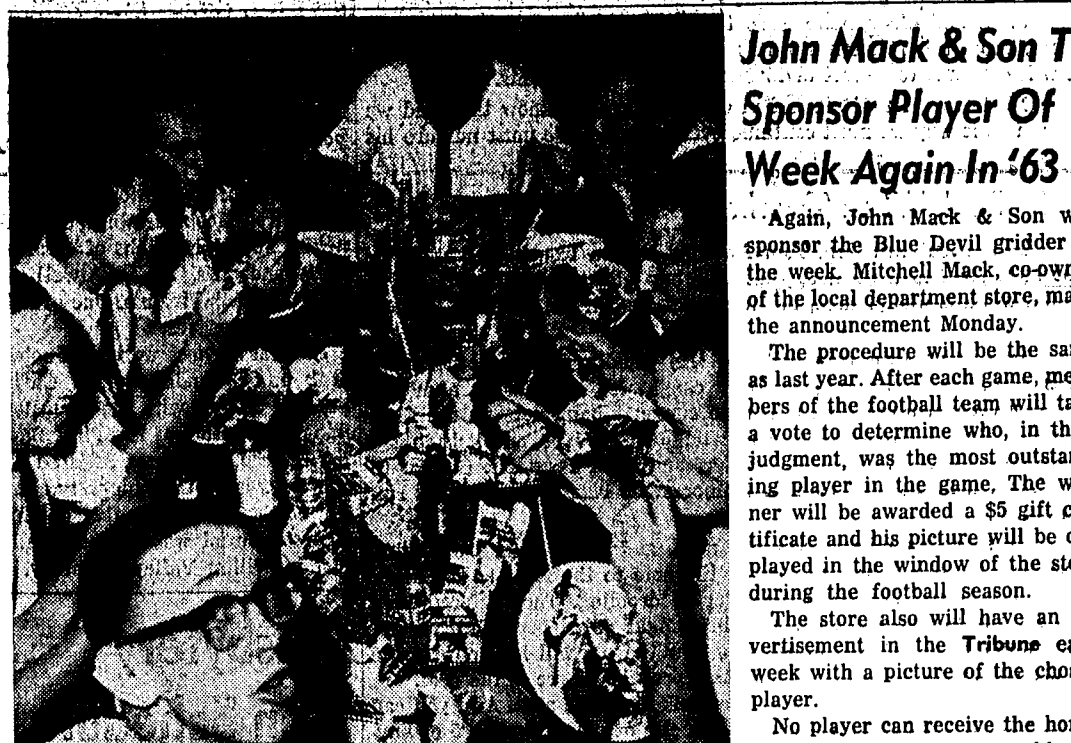 John Mack & Son T
Sponsor Player Of
Week Again In '63
Again, John Mack & Son w
sponsor the Blue Devil gridder
the week. Mitchell Mack, co-own
of the local department store, ma
the announcement Monday.
The procedure will be the sa
as last year. After each game, me
bers of the football team will ta
a vote to determine who, in th
judgment, was the most outstan
ing player in the game. The w
ner will be awarded a $5 gift c
tificate and his picture will be d
played in the window of the sto
during the football season.
The store also will have an
vertisement in the Tribune ea
week with a picture of the chos
player.
No player can receive the hon